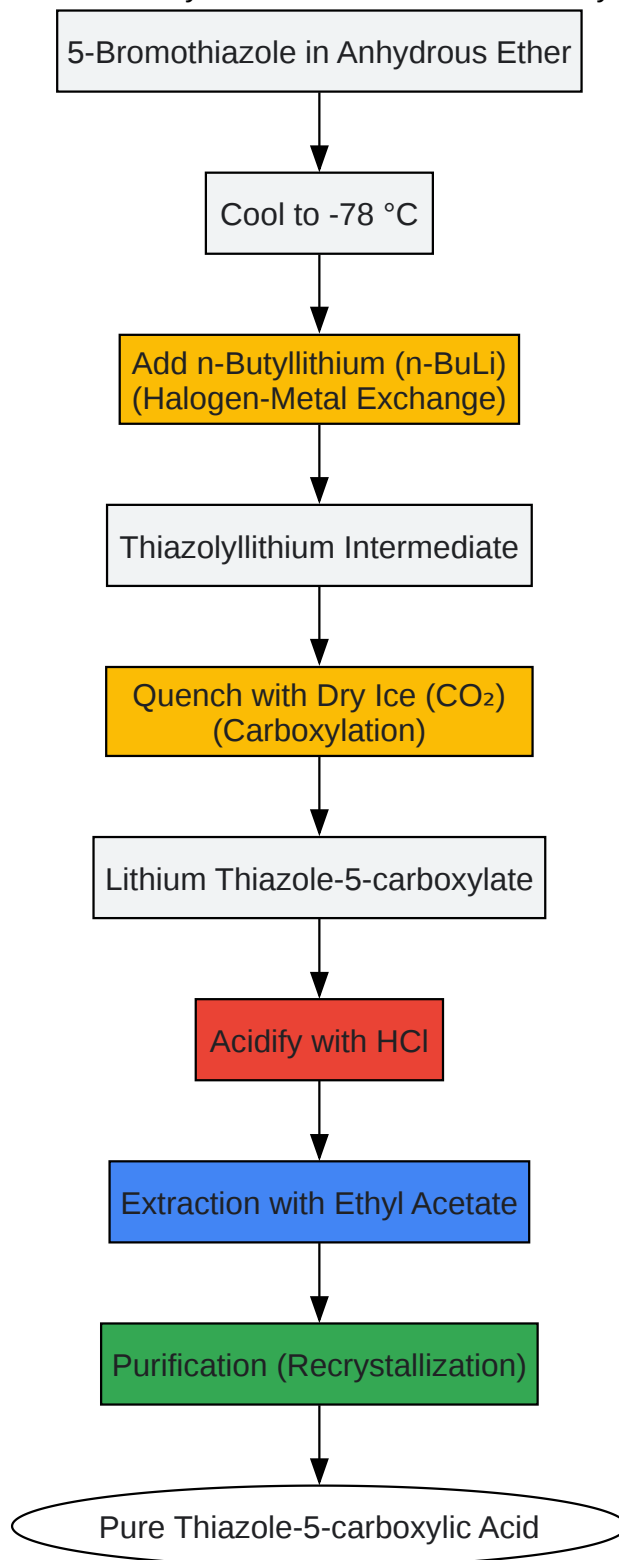 5-Bromothiazole in Anhydrous Ether
Cool to -78 °C
Add n-Butyllithium (n-BuLi)
(Halogen-Metal Exchange)
Thiazolyllithium Intermediate
Quench with Dry Ice (CO₂)
(Carboxylation)
Lithium Thiazole-5-carboxylate
Acidify with HCl
Extraction with Ethyl Acetate
Purification (Recrystallization)
Pure Thiazole-5-carboxylic Acid